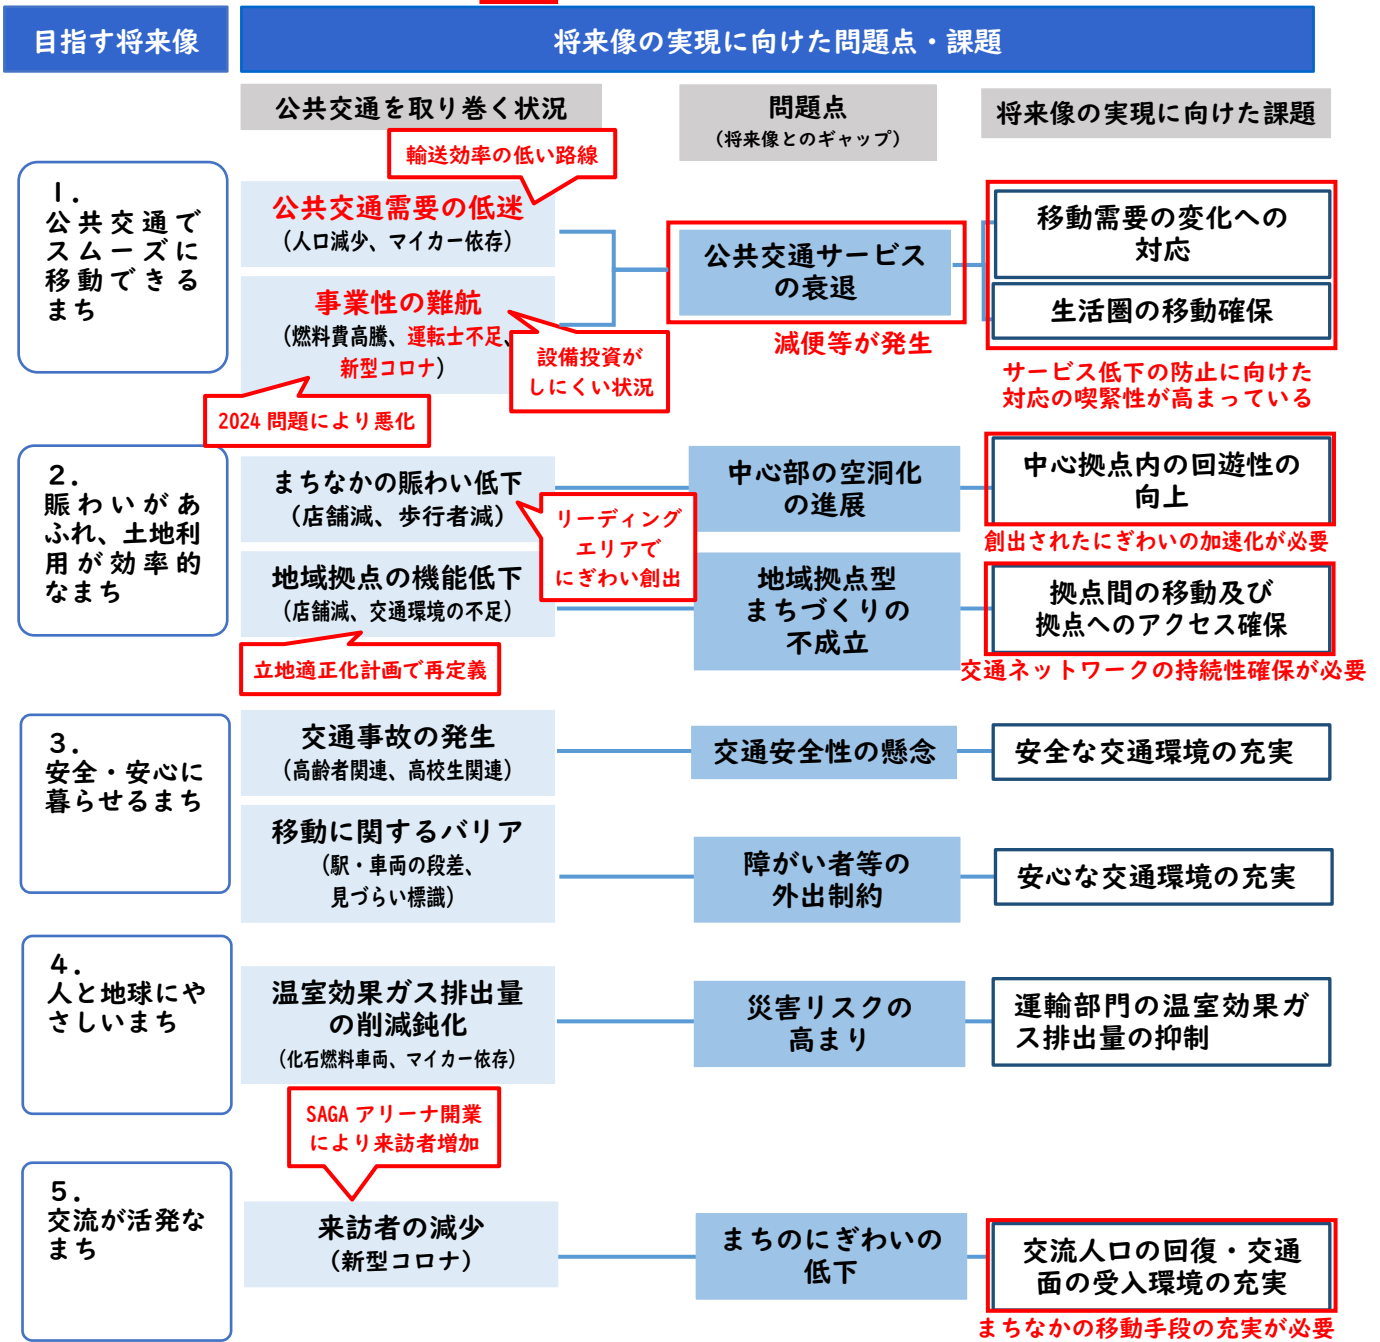 目指す将来像
将来像の実現に向けた問題点・課題
公共交通を取り巻く状況
問題点
（将来像とのギャップ）
将来像の実現に向けた課題
1．
公共交通で
スムーズに
移動できる
まち
輸送効率の低い路線
公共交通需要の低迷
（人口減少、マイカー依存）
事業性の難航
（燃料費高騰、運転士不足、
新型コロナ）
設備投資が
しにくい状況
2024 問題により悪化
公共交通サービス
の衰退
減便等が発生
移動需要の変化への
対応
生活圏の移動確保
サービス低下の防止に向けた
対応の喫緊性が高まっている
2．
賑わいがあ
ふれ、土地利
用が効率的
なまち
まちなかの賑わい低下
（店舗減、歩行者減）
リーディング
エリアで
にぎわい創出
地域拠点の機能低下
（店舗減、交通環境の不足）
立地適正化計画で再定義
中心部の空洞化
の進展
地域拠点型
まちづくりの
不成立
中心拠点内の回遊性の
向上
創出されたにぎわいの加速化が必要
拠点間の移動及び
拠点へのアクセス確保
交通ネットワークの持続性確保が必要
3．
安全・安心に
暮らせるまち
交通事故の発生
（高齢者関連、高校生関連）
移動に関するバリア
（駅・車両の段差、
見づらい標識）
交通安全性の懸念
障がい者等の
外出制約
安全な交通環境の充実
安心な交通環境の充実
4．
人と地球にや
さしいまち
温室効果ガス排出量
の削減鈍化
（化石燃料車両、マイカー依存）
災害リスクの
高まり
運輸部門の温室効果ガ
ス排出量の抑制
SAGA アリーナ開業
により来訪者増加
5．
交流が活発な
まち
来訪者の減少
（新型コロナ）
まちのにぎわいの
低下
交流人口の回復・交通
面の受入環境の充実
まちなかの移動手段の充実が必要